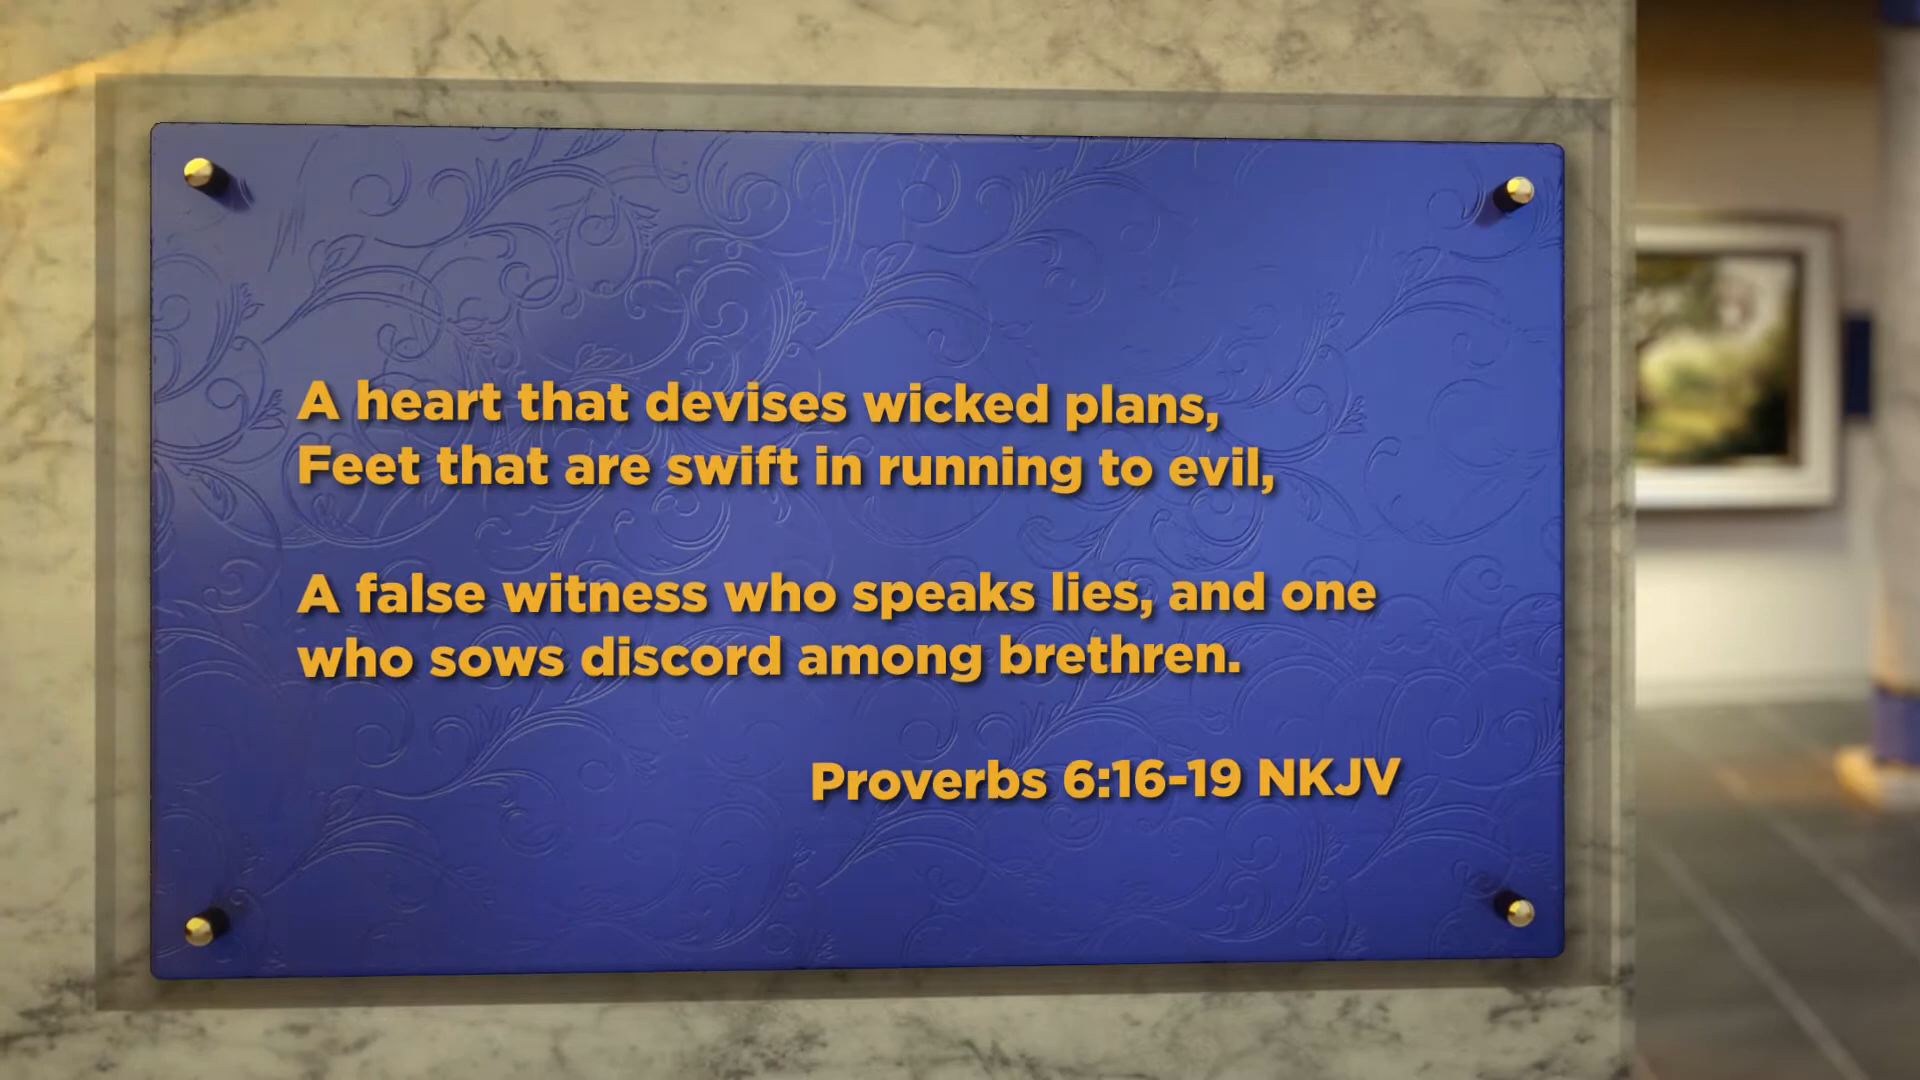 A heart that devises wicked plans,
Feet that are swift in running to evil,
A false witness who speaks lies, and one
who sows discord among brethren.
Proverbs 6:16-19 NKJV